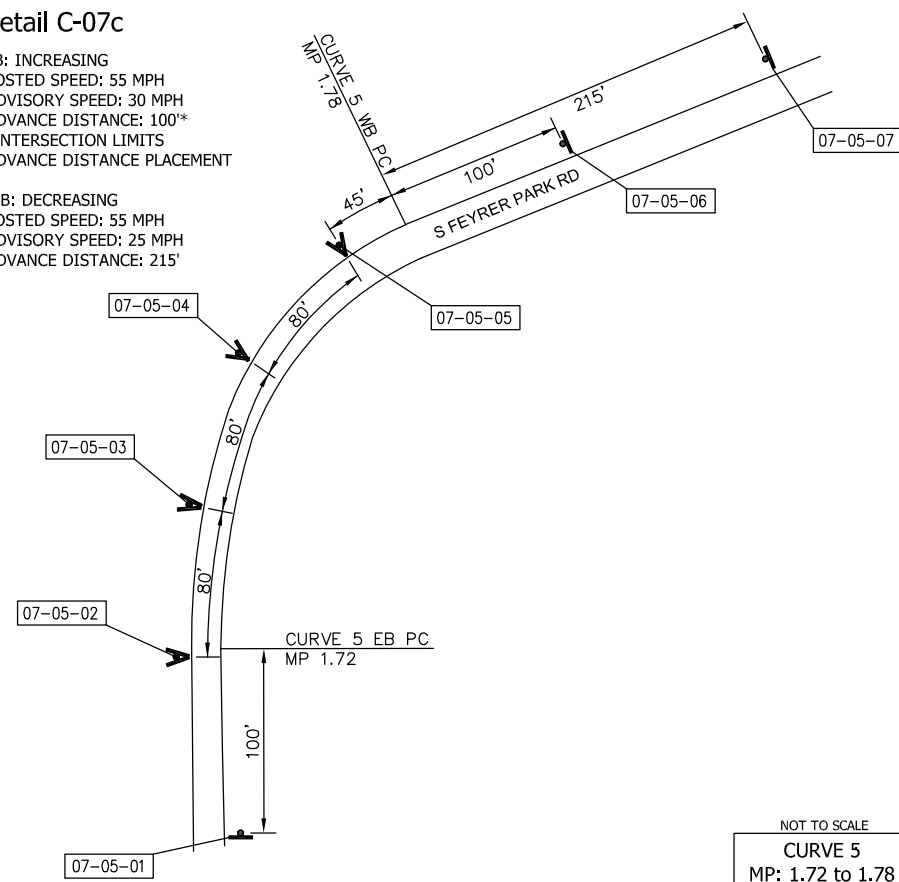 etail C-07c
B: INCREASING
OSTED SPEED: 55 MPH
DVISORY SPEED: 30 MPH
DVANCE DISTANCE: 100'*
NTERSECTION LIMITS
DVANCE DISTANCE PLACEMENT
B: DECREASING
OSTED SPEED: 55 MPH
DVISORY SPEED: 25 MPH
DVANCE DISTANCE: 215'
CURVE 5 WB PC
MP 1.78
215'
07-05-07
100'
07-05-06
45'
S FEYRER PARK RD
07-05-05
80'
07-05-04
80'
07-05-03
80'
07-05-02
CURVE 5 EB PC
MP 1.72
100'
07-05-01
NOT TO SCALE
CURVE 5
MP: 1.72 to 1.78